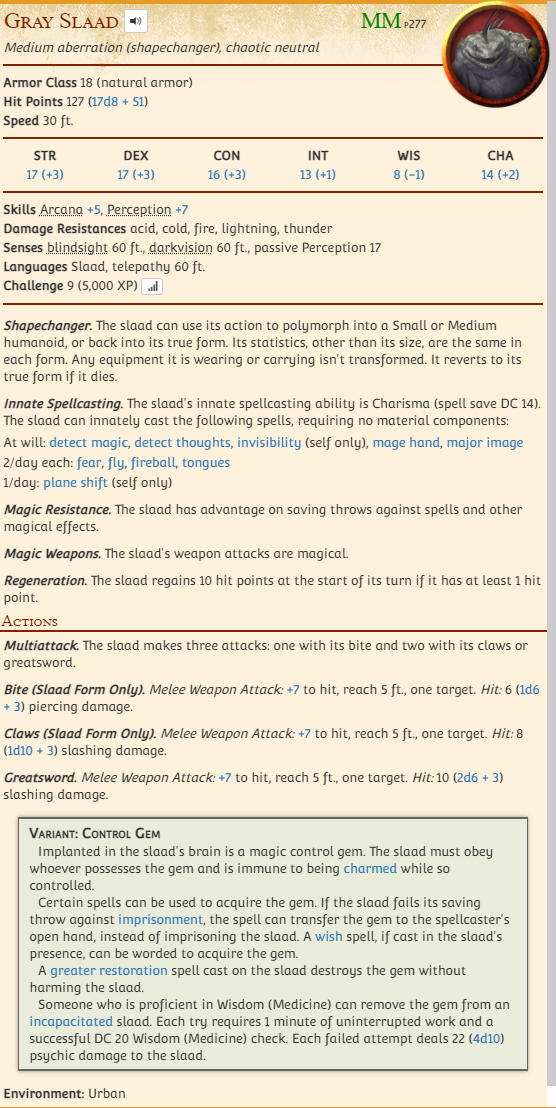 Gray Slaad
MM p277
Medium aberration (shapechanger), chaotic neutral
Armor Class 18 (natural armor)
Hit Points 127 (17d8 + 51)
Speed 30 ft.
STR DEX CON INT WIS CHA
17 (+3) 17 (+3) 16 (+3) 13 (+1) 8 (−1) 14 (+2)
Skills Arcana +5, Perception +7
Damage Resistances acid, cold, fire, lightning, thunder
Senses blindsight 60 ft., darkvision 60 ft., passive Perception 17
Languages Slaad, telepathy 60 ft.
Challenge 9 (5,000 XP)
Shapechanger. The slaad can use its action to polymorph into a Small or Medium
humanoid, or back into its true form. Its statistics, other than its size, are the same in
each form. Any equipment it is wearing or carrying isn't transformed. It reverts to its
true form if it dies.
Innate Spellcasting. The slaad's innate spellcasting ability is Charisma (spell save DC 14).
The slaad can innately cast the following spells, requiring no material components:
At will: detect magic, detect thoughts, invisibility (self only), mage hand, major image
2/day each: fear, fly, fireball, tongues
1/day: plane shift (self only)
Magic Resistance. The slaad has advantage on saving throws against spells and other
magical effects.
Magic Weapons. The slaad's weapon attacks are magical.
Regeneration. The slaad regains 10 hit points at the start of its turn if it has at least 1 hit
point.
Actions
Multiattack. The slaad makes three attacks: one with its bite and two with its claws or
greatsword.
Bite (Slaad Form Only). Melee Weapon Attack: +7 to hit, reach 5 ft., one target. Hit: 6 (1d6
+ 3) piercing damage.
Claws (Slaad Form Only). Melee Weapon Attack: +7 to hit, reach 5 ft., one target. Hit: 8
(1d10 + 3) slashing damage.
Greatsword. Melee Weapon Attack: +7 to hit, reach 5 ft., one target. Hit: 10 (2d6 + 3)
slashing damage.
Variant: Control Gem
Implanted in the slaad's brain is a magic control gem. The slaad must obey
whoever possesses the gem and is immune to being charmed while so
controlled.
Certain spells can be used to acquire the gem. If the slaad fails its saving
throw against imprisonment, the spell can transfer the gem to the spellcaster's
open hand, instead of imprisoning the slaad. A wish spell, if cast in the slaad's
presence, can be worded to acquire the gem.
A greater restoration spell cast on the slaad destroys the gem without
harming the slaad.
Someone who is proficient in Wisdom (Medicine) can remove the gem from an
incapacitated slaad. Each try requires 1 minute of uninterrupted work and a
successful DC 20 Wisdom (Medicine) check. Each failed attempt deals 22 (4d10)
psychic damage to the slaad.
Environment: Urban